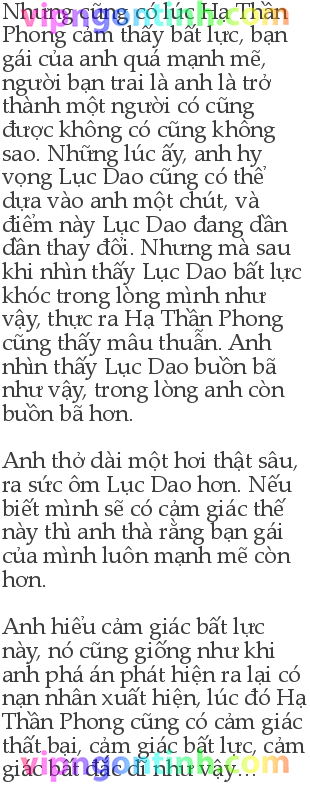 Nhưng cũng có lúc Hạ Thần
vipngontinh.com
Phong cảm thấy bất lực, bạn
gái của anh quá mạnh mẽ,
người bạn trai là anh là trở
thành một người có cũng
được không có cũng không
sao. Những lúc ấy, anh hy
vọng Lục Dao cũng có thể
dựa vào anh một chút, và
điểm này Lục Dao đang dần
dần thay đổi. Nhưng mà sau
khi nhìn thấy Lục Dao bất lực
khóc trong lòng mình như
vậy, thực ra Hạ Thần Phong
cũng thấy mâu thuẫn. Anh
nhìn thấy Lục Dao buồn bã
như vậy, trong lòng anh còn
buồn bã hơn.
Anh thở dài một hơi thật sâu,
ra sức ôm Lục Dao hơn. Nếu
biết mình sẽ có cảm giác thế
này thì anh thà rằng bạn gái
của mình luôn mạnh mẽ còn
hơn.
Anh hiểu cảm giác bất lực
này, nó cũng giống như khi
anh phá án phát hiện ra lại có
nạn nhân xuất hiện, lúc đó Hạ
Thần Phong cũng có cảm giác
thất bại, cảm giác bất lực, cảm
vipngontinh.com
giác bất đắc dĩ như vậy…